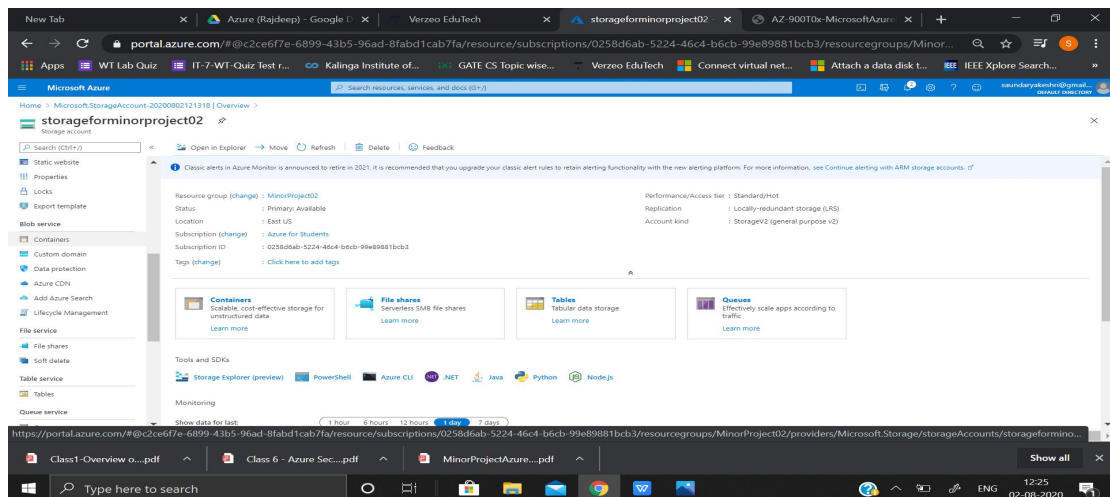 New Tab
Azure (Rajdeep) - Google D
Verzeo EduTech
storageforminorproject02 -
AZ-900T0x-MicrosoftAzure
portal.azure.com/#@c2ce6f7e-6899-43b5-96ad-8fabd1cab7fa/resource/subscriptions/0258d6ab-5224-46c4-b6cb-99e89881bcb3/resourcegroups/Minor...
Apps WT Lab Quiz IT-7-WT-Quiz Test r... Kalinga Institute of... GATE CS Topic wise... Verzeo EduTech Connect virtual net... Attach a data disk t... IEEE Xplore Search... »
Microsoft Azure
Search resources, services, and docs (G+/)
saundaryakeshri@gmail...
DEFAULT DIRECTORY
Home > Microsoft.StorageAccount-20200802121318 | Overview >
storageforminorproject02
Storage account
Search (Ctrl+/)
Open in Explorer Move Refresh Delete Feedback
Static website
Properties
Locks
Export template
Blob service
Containers
Custom domain
Data protection
Azure CDN
Add Azure Search
Lifecycle Management
File service
File shares
Soft delete
Table service
Tables
Queue service
Classic alerts in Azure Monitor is announced to retire in 2021, it is recommended that you upgrade your classic alert rules to retain alerting functionality with the new alerting platform. For more information, see Continue alerting with ARM storage accounts.
Resource group (change) : MinorProject02
Status : Primary: Available
Location : East US
Subscription (change) : Azure for Students
Subscription ID : 0258d6ab-5224-46c4-b6cb-99e89881bcb3
Tags (change) : Click here to add tags
Performance/Access tier : Standard/Hot
Replication : Locally-redundant storage (LRS)
Account kind : StorageV2 (general purpose v2)
Containers
Scalable, cost-effective storage for
unstructured data
Learn more
File shares
Serverless SMB file shares
Learn more
Tables
Tabular data storage
Learn more
Queues
Effectively scale apps according to
traffic
Learn more
Tools and SDKs
Storage Explorer (preview) PowerShell Azure CLI .NET Java Python Node.js
Monitoring
Show data for last: 1 hour 6 hours 12 hours 1 day 7 days
https://portal.azure.com/#@c2ce6f7e-6899-43b5-96ad-8fabd1cab7fa/resource/subscriptions/0258d6ab-5224-46c4-b6cb-99e89881bcb3/resourcegroups/MinorProject02/providers/Microsoft.Storage/storageAccounts/storageformino...
Class1-Overview o....pdf
Class 6 - Azure Sec....pdf
MinorProjectAzure....pdf
Show all
Type here to search
ENG
12:25
02-08-2020